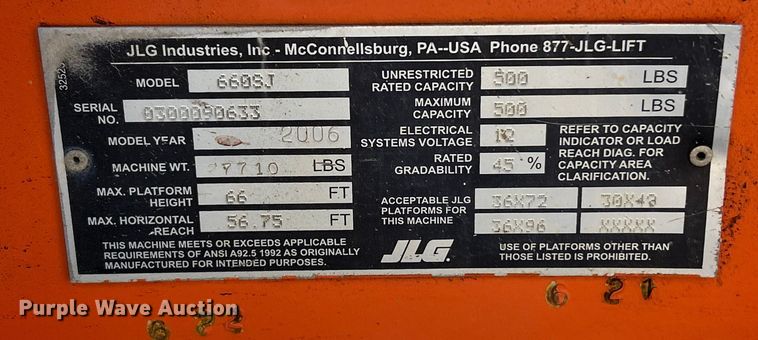 JLG Industries, Inc - McConnellsburg, PA--USA Phone 877-JLG-LIFT
MODEL 660SJ
SERIAL NO. 0300090633
MODEL YEAR 2006
MACHINE WT. 27710 LBS
MAX. PLATFORM HEIGHT 66 FT
MAX. HORIZONTAL REACH 56.75 FT
THIS MACHINE MEETS OR EXCEEDS APPLICABLE
REQUIREMENTS OF ANSI A92.5 1992 AS ORIGINALLY
MANUFACTURED FOR INTENDED PURPOSES.
UNRESTRICTED
RATED CAPACITY 500 LBS
MAXIMUM
CAPACITY 500 LBS
ELECTRICAL
SYSTEMS VOLTAGE 12
RATED
GRADABILITY 45 %
REFER TO CAPACITY
INDICATOR OR LOAD
REACH DIAG. FOR
CAPACITY AREA
CLARIFICATION.
ACCEPTABLE JLG
PLATFORMS FOR
THIS MACHINE
36X72 30X48
36X96 XXXXX
JLG
USE OF PLATFORMS OTHER THAN
THOSE LISTED IS PROHIBITED.
6 21
Purple Wave Auction